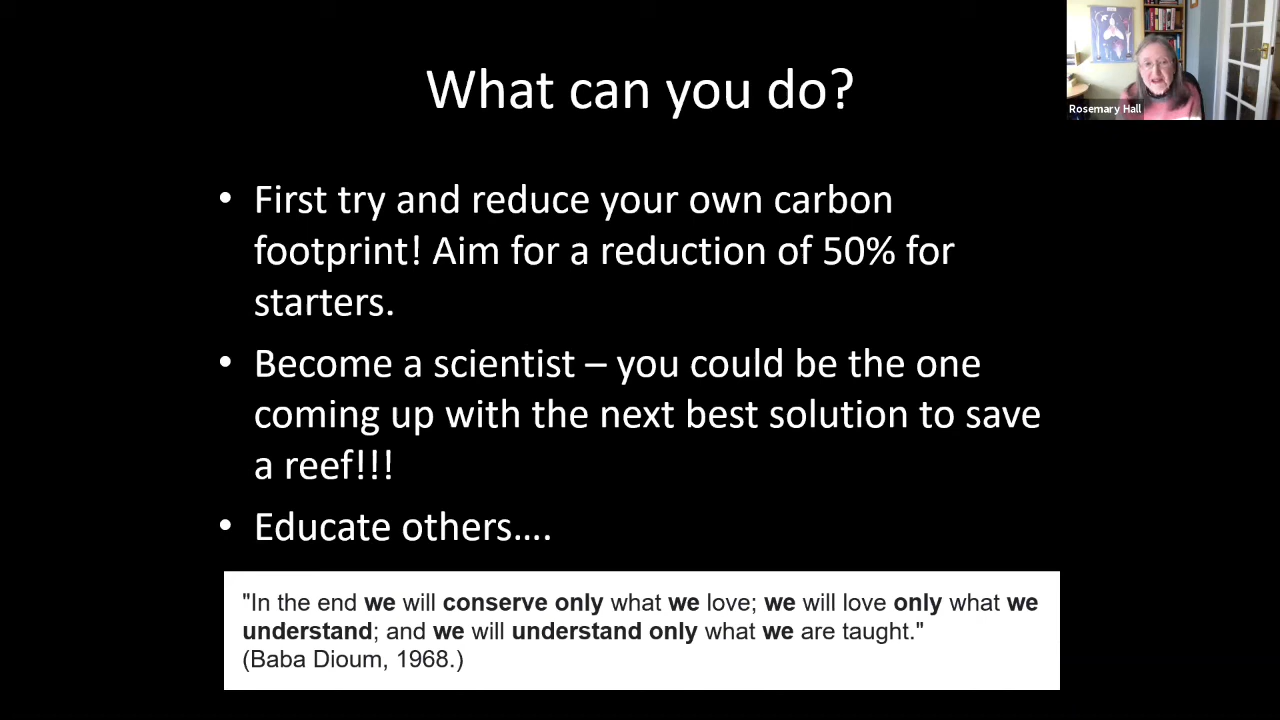 What can you do?
Rosemary Hall
• First try and reduce your own carbon
footprint! Aim for a reduction of 50% for
starters.
• Become a scientist – you could be the one
coming up with the next best solution to save
a reef!!!
• Educate others....
"In the end we will conserve only what we love; we will love only what we
understand; and we will understand only what we are taught."
(Baba Dioum, 1968.)